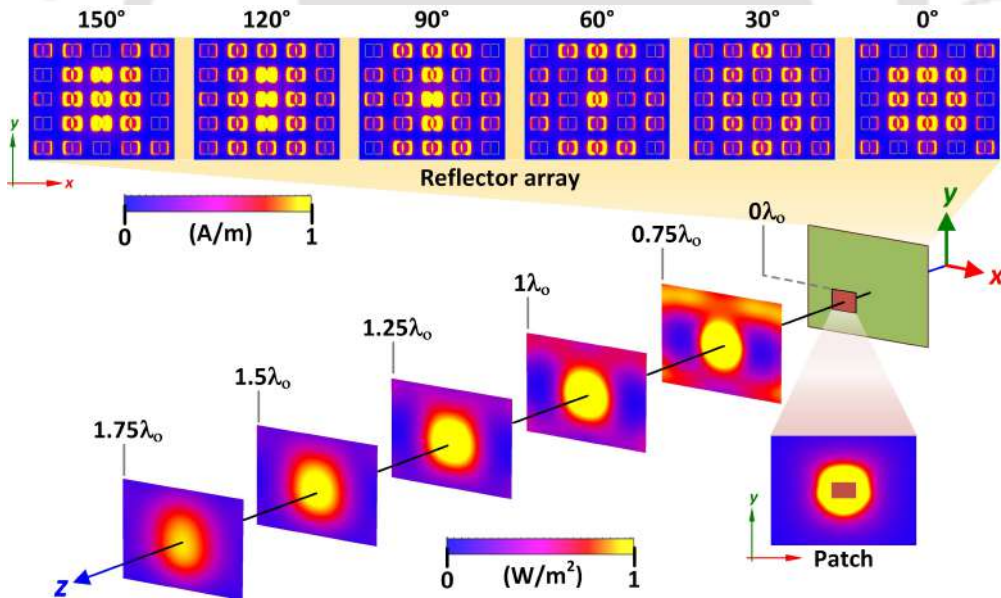 150° 120° 90° 60° 30° 0°
y
x
Reflector array
0 (A/m) 1
0λo
y
x
0.75λo
1λo
1.25λo
1.5λo
1.75λo
y
Patch
0 (W/m²) 1
z